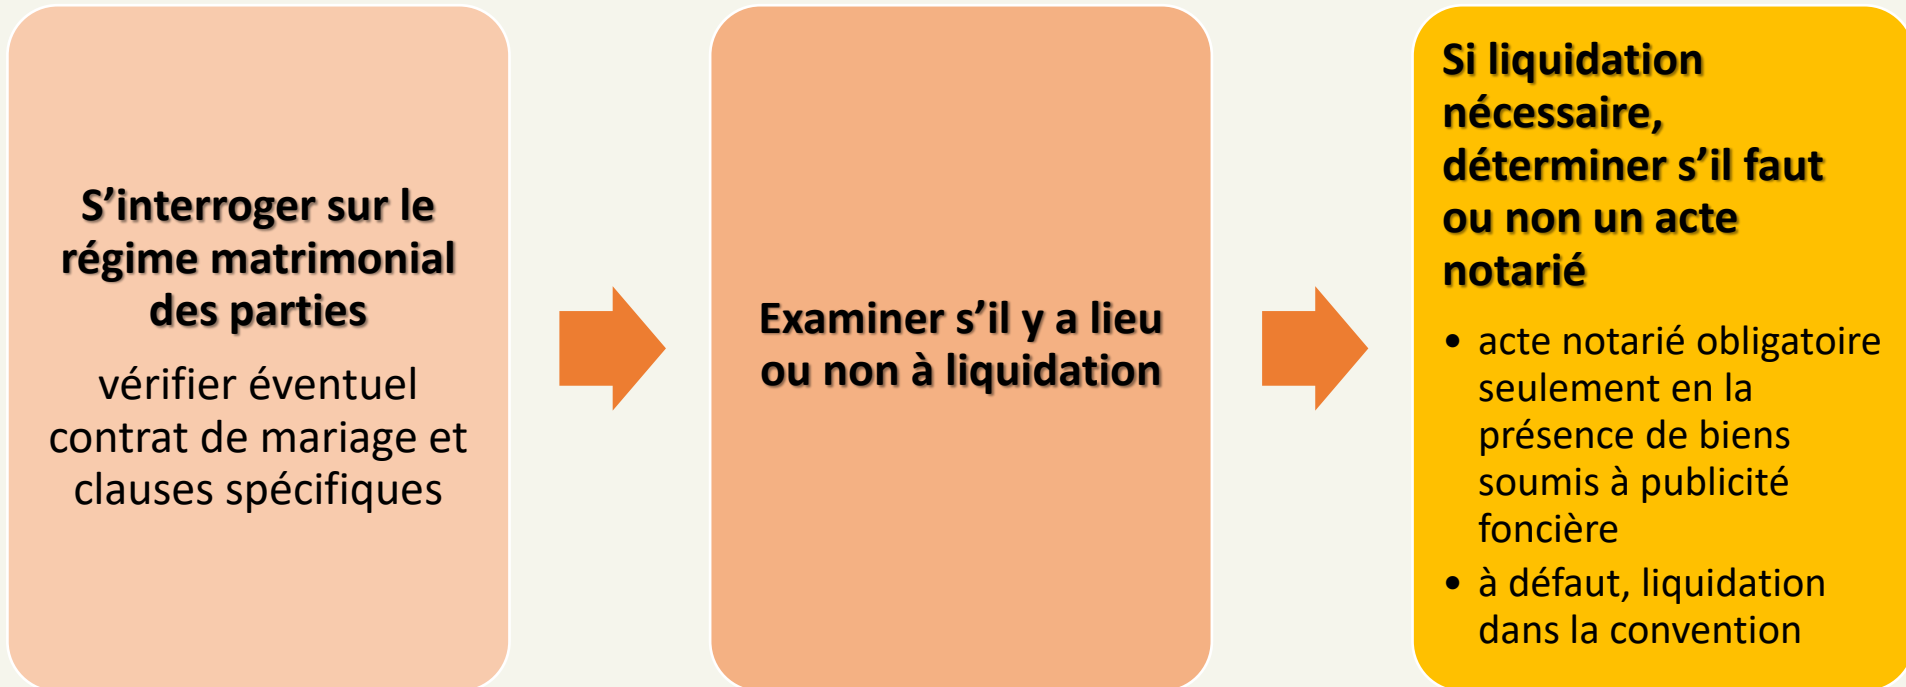 S’interroger sur le
régime matrimonial
des parties
vérifier éventuel
contrat de mariage et
clauses spécifiques
Examiner s’il y a lieu
ou non à liquidation
Si liquidation
nécessaire,
déterminer s’il faut
ou non un acte
notarié
• acte notarié obligatoire
seulement en la
présence de biens
soumis à publicité
foncière
• à défaut, liquidation
dans la convention